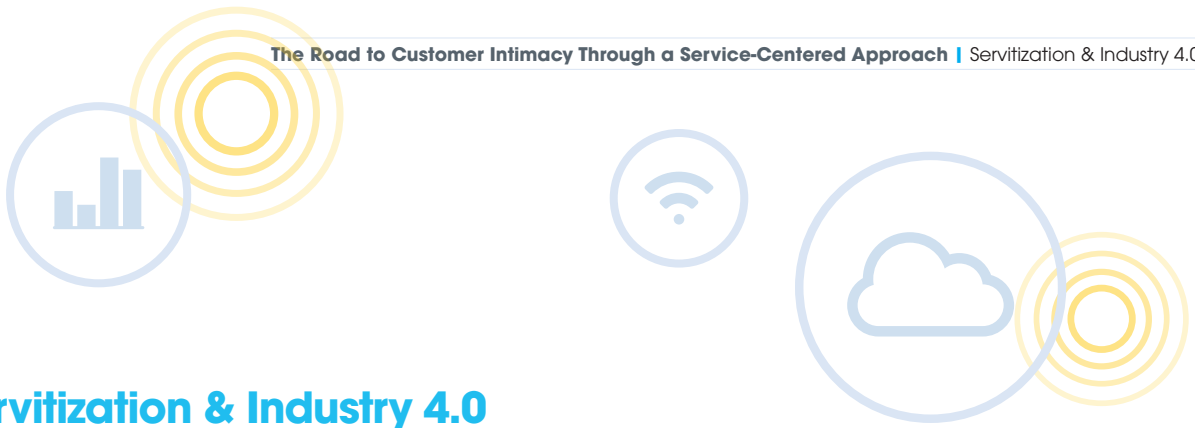 The Road to Customer Intimacy Through a Service-Centered Approach | Servitization & Industry 4.0
rvitization & Industry 4.0